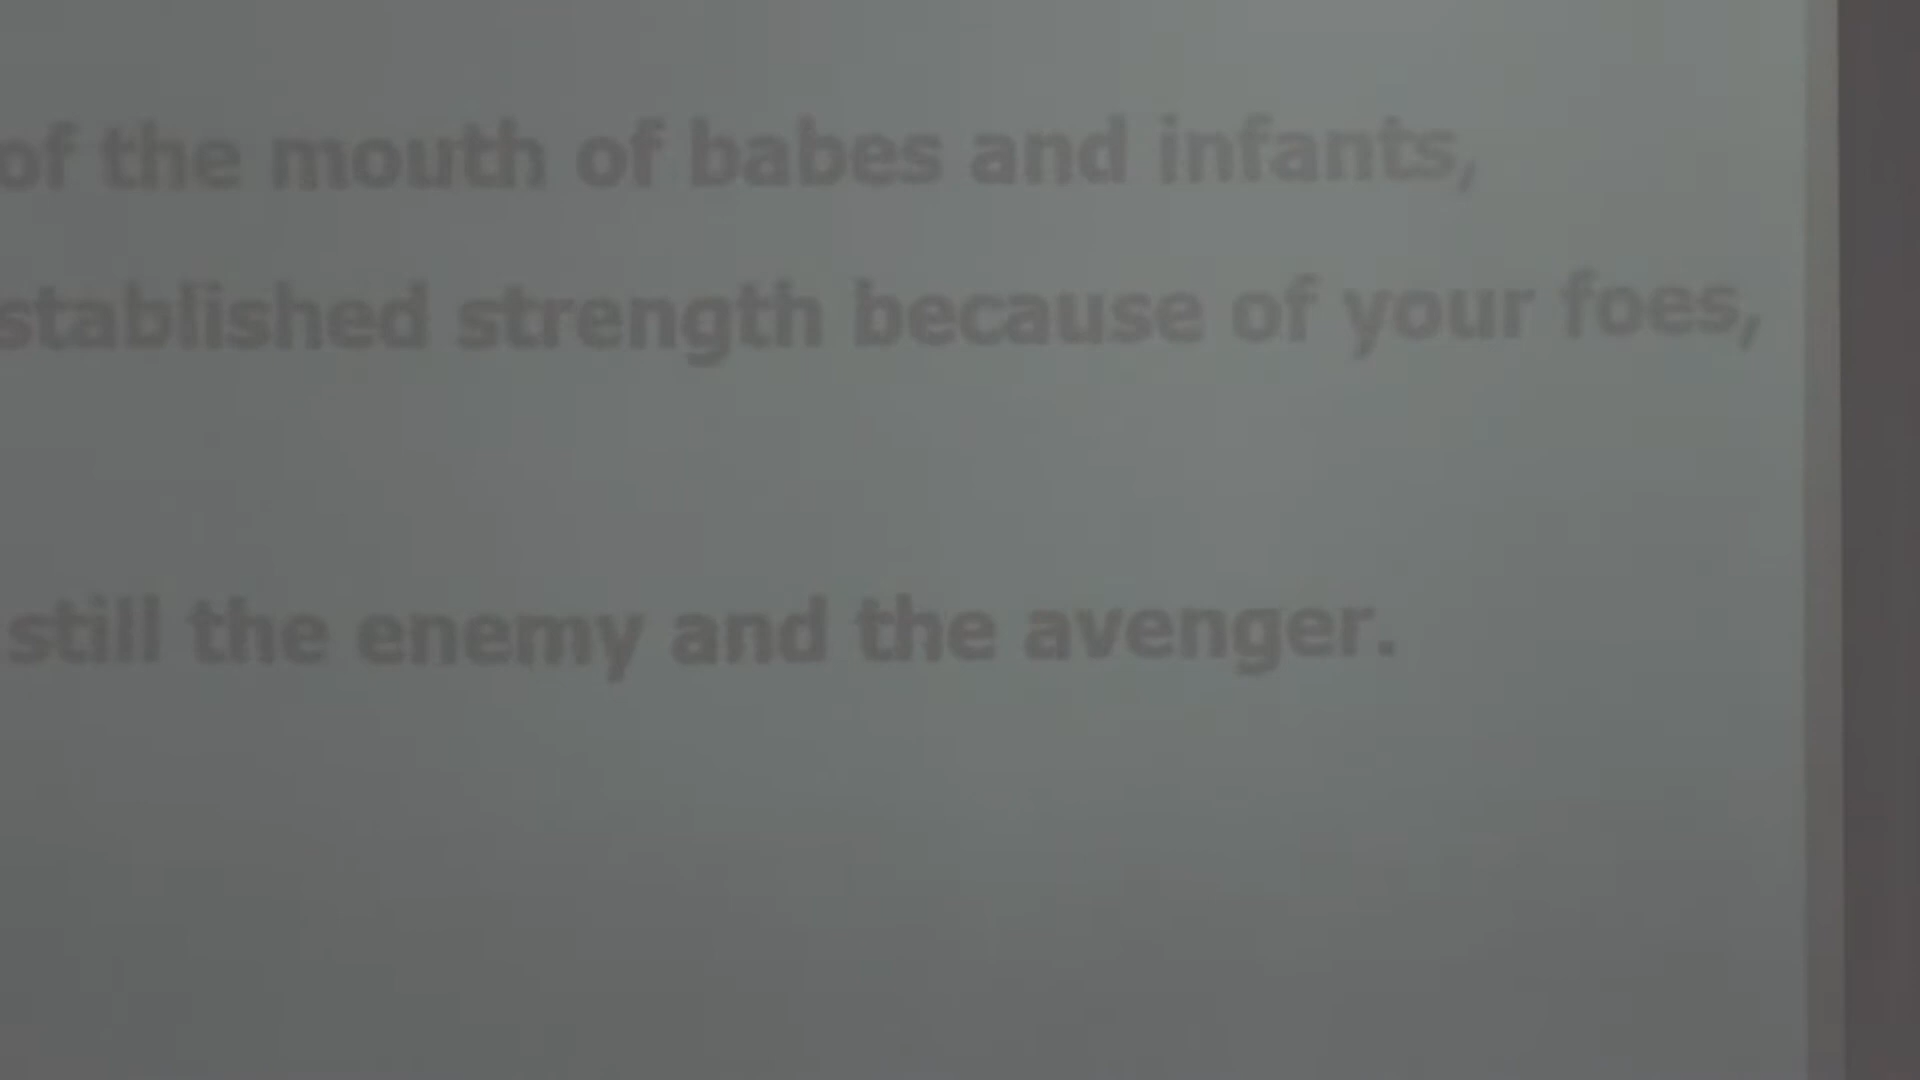 of the mouth of babes and infants,
stablished strength because of your foes,
still the enemy and the avenger.